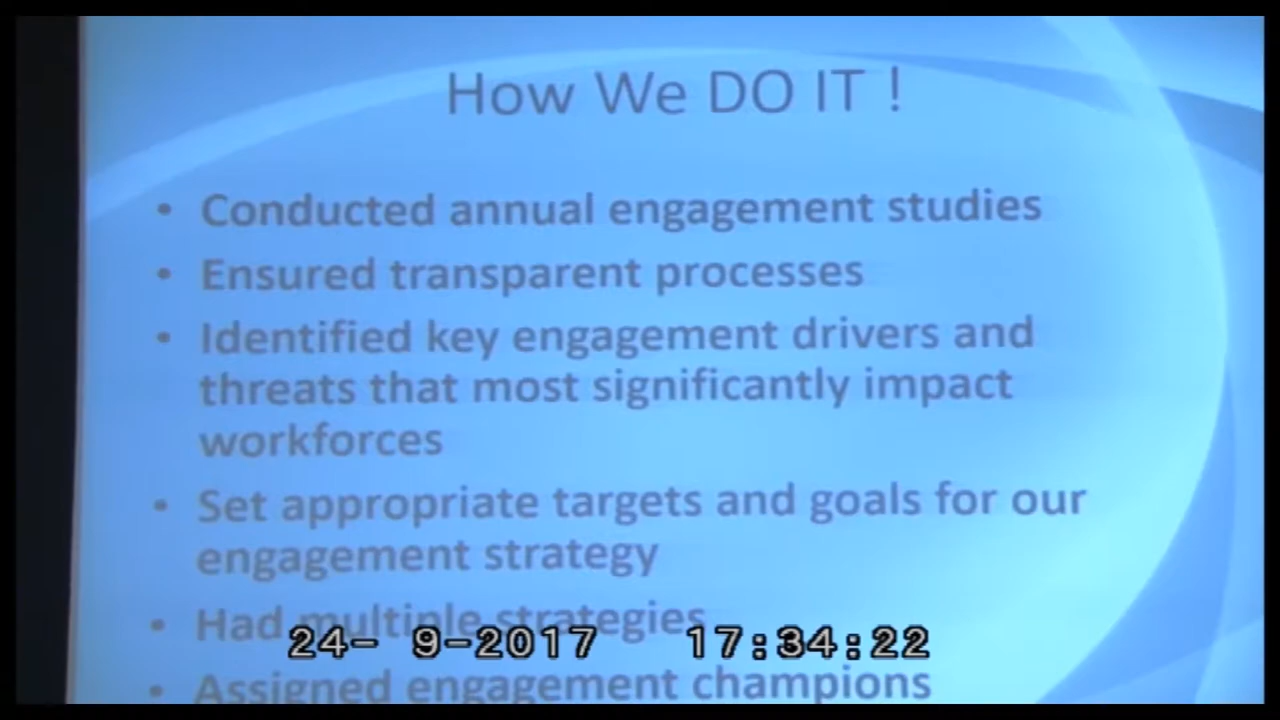 How We DO IT !
• Conducted annual engagement studies
• Ensured transparent processes
• Identified key engagement drivers and
threats that most significantly impact
workforces
• Set appropriate targets and goals for our
engagement strategy
• Had multiple strategies
24- 9-2017 17:34:22
• Assigned engagement champions